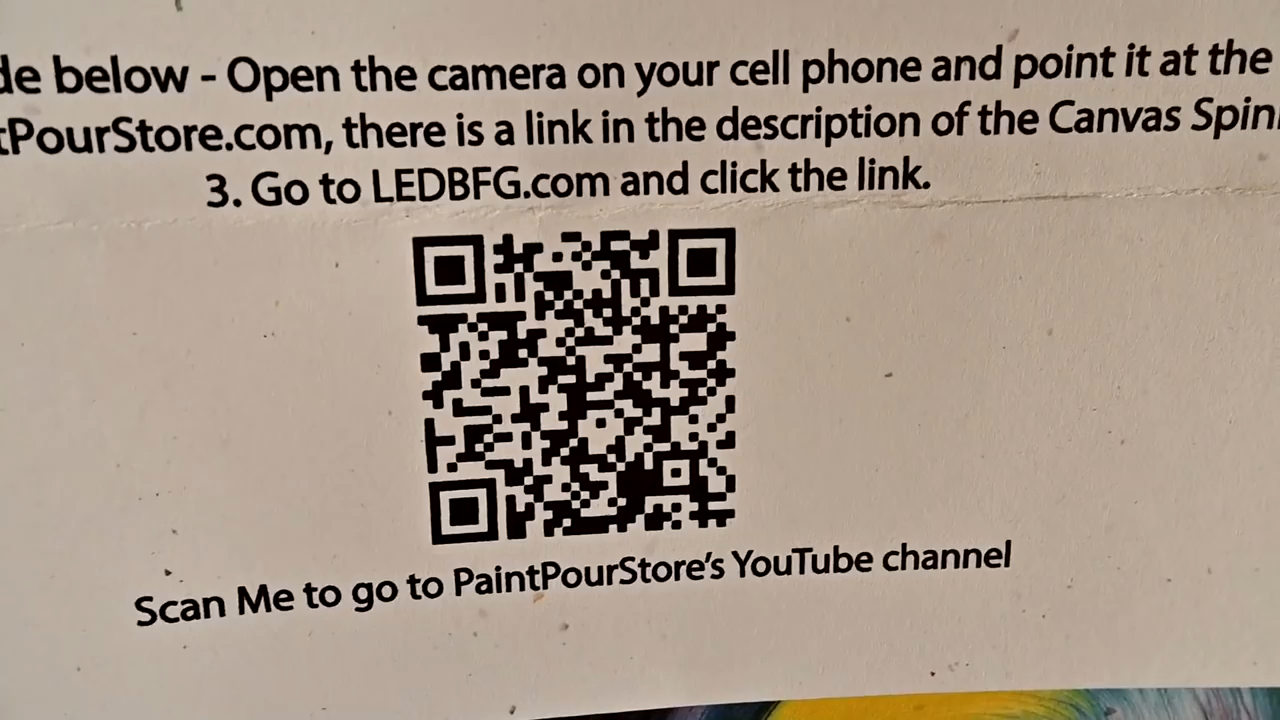 below - Open the camera on your cell phone and point it at the
PourStore.com, there is a link in the description of the Canvas
3. Go to LEDBFG.com and click the link.
Scan Me to go to PaintPourStore's YouTube channel